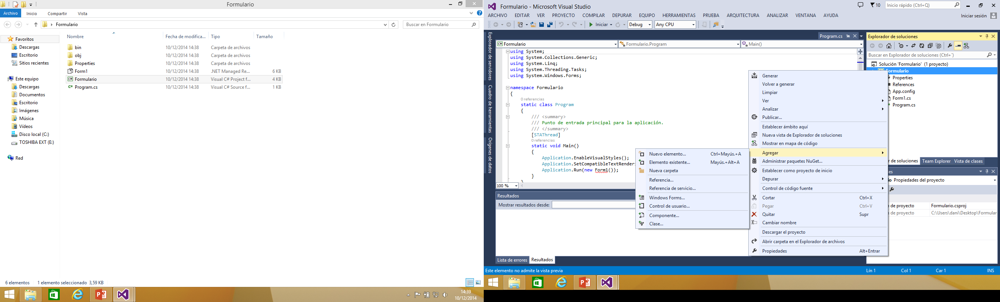 Formulario
Archivo Inicio Compartir Vista
Formulario
Buscar en Formulario
Nombre Fecha de modifica... Tipo Tamaño
bin 10/12/2014 14:38 Carpeta de archivos
obj 10/12/2014 14:38 Carpeta de archivos
Properties 10/12/2014 14:38 Carpeta de archivos
Form1 10/12/2014 14:38 .NET Managed Re... 6 KB
Formulario 10/12/2014 14:38 Visual C# Project f... 4 KB
Program.cs 10/12/2014 14:38 Visual C# Source f... 1 KB
Favoritos
Descargas
Escritorio
Sitios recientes
Este equipo
Descargas
Documentos
Escritorio
Imágenes
Música
Vídeos
Disco local (C:)
TOSHIBA EXT (E:)
Red
6 elementos 1 elemento seleccionado 3,59 KB
14:39
10/12/2014
Formulario - Microsoft Visual Studio
10
Inicio rápido (Ctrl+Q)
ARCHIVO EDITAR VER PROYECTO COMPILAR DEPURAR EQUIPO HERRAMIENTAS PRUEBA ARQUITECTURA ANALIZAR VENTANA AYUDA
Iniciar sesión
Iniciar Debug Any CPU
Explorador de servidores
Cuadro de herramientas
Orígenes de datos
Program.cs
Formulario Formulario.Program Main()
using System;
using System.Collections.Generic;
using System.Linq;
using System.Threading.Tasks;
using System.Windows.Forms;
namespace Formulario
{
0 referencias
static class Program
{
/// <summary>
/// Punto de entrada principal para la aplicación.
/// </summary>
[STAThread]
0 referencias
static void Main()
{
Application.EnableVisualStyles();
Application.SetCompatibleTextRender
Application.Run(new Form1());
}
}
100 %
Resultados
Mostrar resultados desde:
Lista de errores Resultados
Nuevo elemento... Ctrl+Mayús.+A
Elemento existente... Mayús.+Alt+A
Nueva carpeta
Referencia...
Referencia de servicio...
Windows Forms...
Control de usuario...
Componente...
Clase...
Generar
Volver a generar
Limpiar
Ver
Analizar
Publicar...
Establecer ámbito aquí
Nueva vista de Explorador de soluciones
Mostrar en mapa de código
Agregar
Administrar paquetes NuGet...
Establecer como proyecto de inicio
Depurar
Control de código fuente
Cortar Ctrl+X
Pegar Ctrl+V
Quitar Supr
Cambiar nombre
Descargar el proyecto
Abrir carpeta en el Explorador de archivos
Propiedades Alt+Entrar
Explorador de soluciones
Buscar en Explorador de soluciones (Ctrl+`)
Solución 'Formulario' (1 proyecto)
Formulario
Properties
References
App.config
Form1.cs
Program.cs
r de soluciones Team Explorer Vista de clases
es
io Propiedades del proyecto
o de proyecto Formulario.csproj
a de proyecto C:\Users\dani\Desktop\Formular
Este elemento no admite la vista previa
Lín 1 Col 1 Car 1 INS